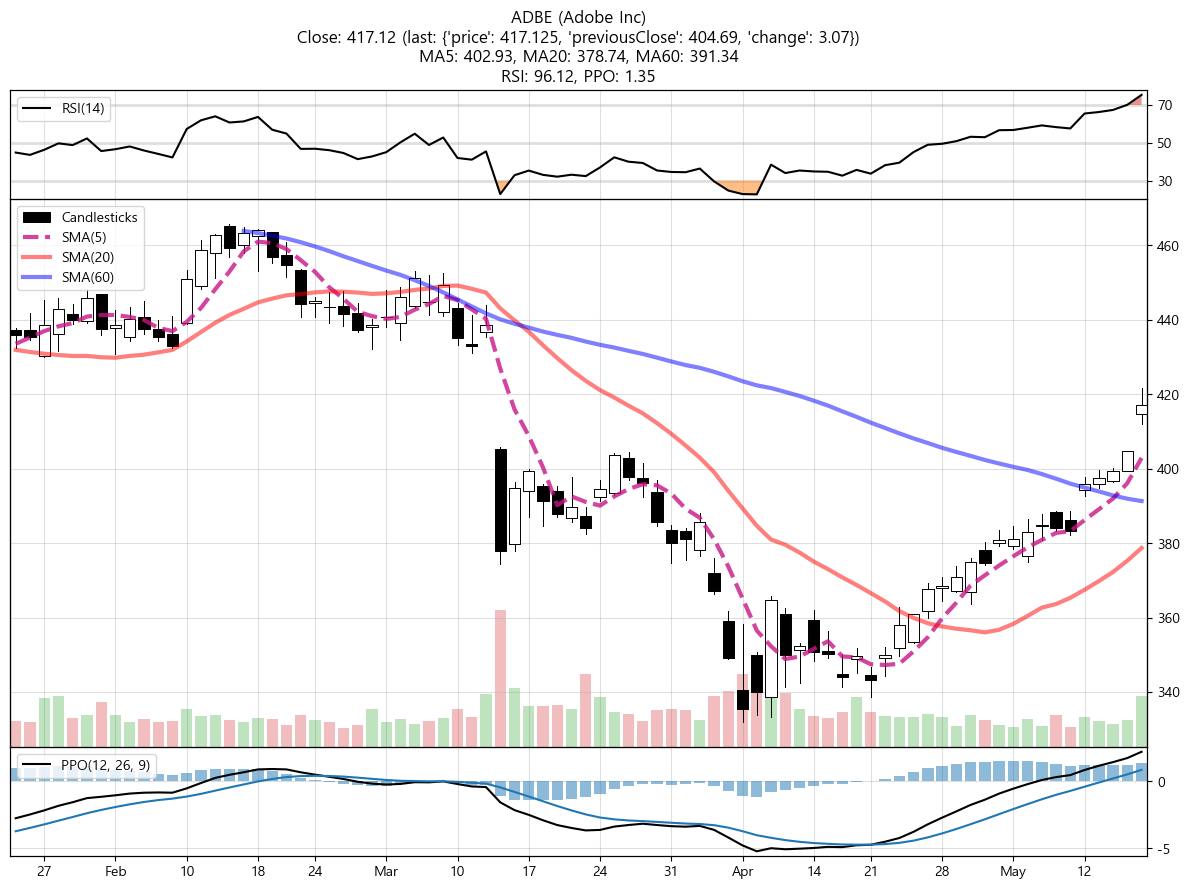 ADBE (Adobe Inc)
Close: 417.12 (last: {'price': 417.125, 'previousClose': 404.69, 'change': 3.07})
MA5: 402.93, MA20: 378.74, MA60: 391.34
RSI: 96.12, PPO: 1.35
RSI(14)
70
50
30
Candlesticks
SMA(5)
SMA(20)
SMA(60)
460
440
420
400
380
360
340
PPO(12, 26, 9)
0
-5
27 Feb 10 18 24 Mar 10 17 24 31 Apr 14 21 28 May 12